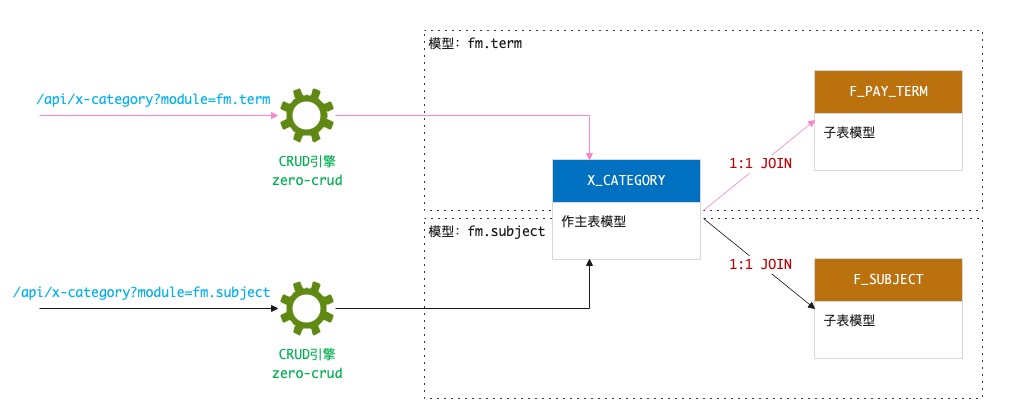 模型：fm.term
/api/x-category?module=fm.term
CRUD引擎
zero-crud
F_PAY_TERM
子表模型
1:1 JOIN
X_CATEGORY
作主表模型
模型：fm.subject
/api/x-category?module=fm.subject
CRUD引擎
zero-crud
1:1 JOIN
F_SUBJECT
子表模型